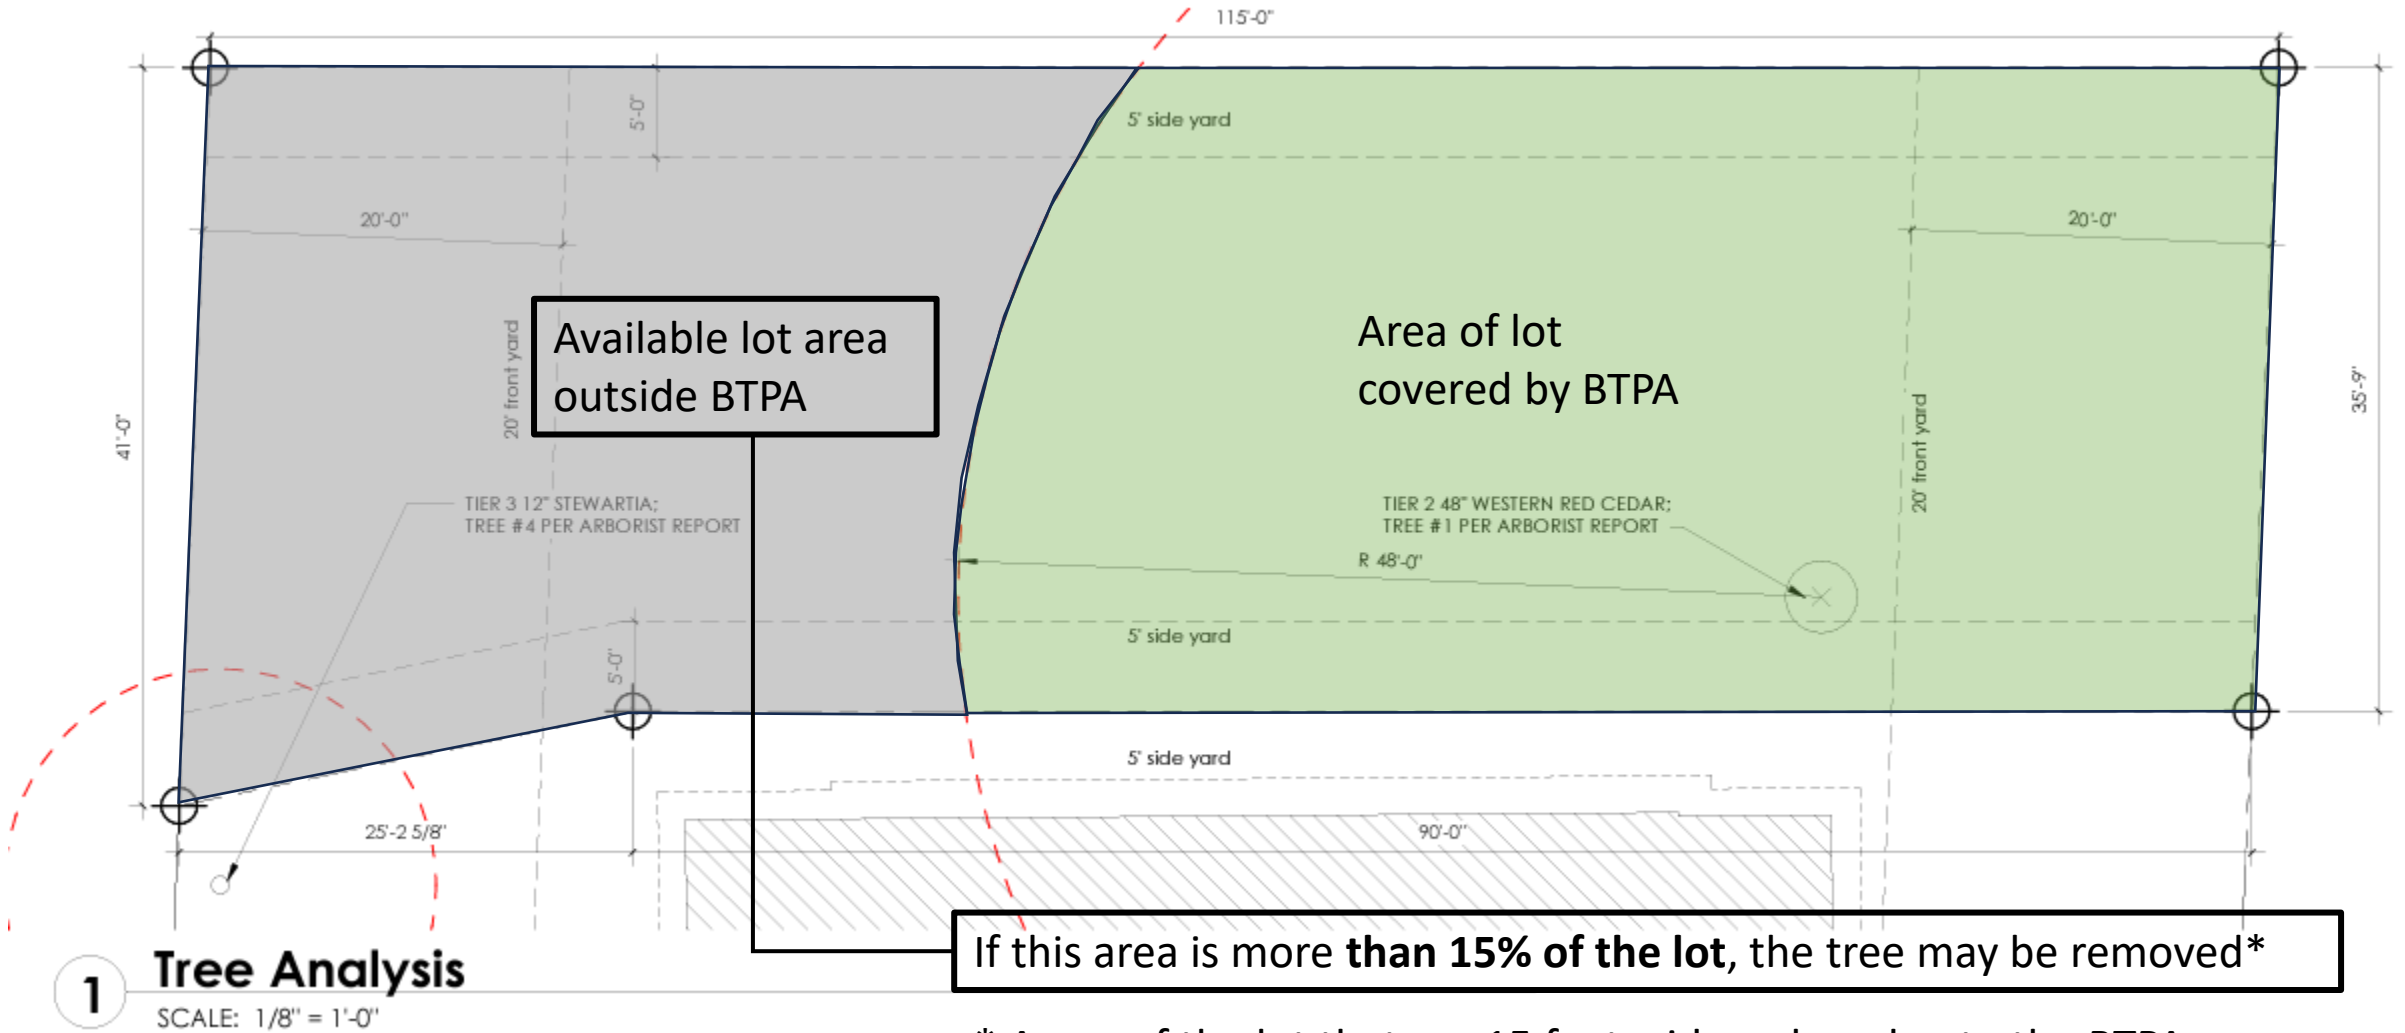 115'-0"
5'-0"
5' side yard
20'-0"
20'-0"
Available lot area
outside BTPA
20' front yard
Area of lot
covered by BTPA
20' front yard
41'-0"
35'-9"
TIER 3 12" STEWARTIA;
TREE #4 PER ARBORIST REPORT
TIER 2 48" WESTERN RED CEDAR;
TREE #1 PER ARBORIST REPORT
R 48'-0"
5'-0"
5' side yard
5' side yard
25'-2 5/8"
90'-0"
If this area is more than 15% of the lot, the tree may be removed*
1
Tree Analysis
SCALE: 1/8" = 1'-0"